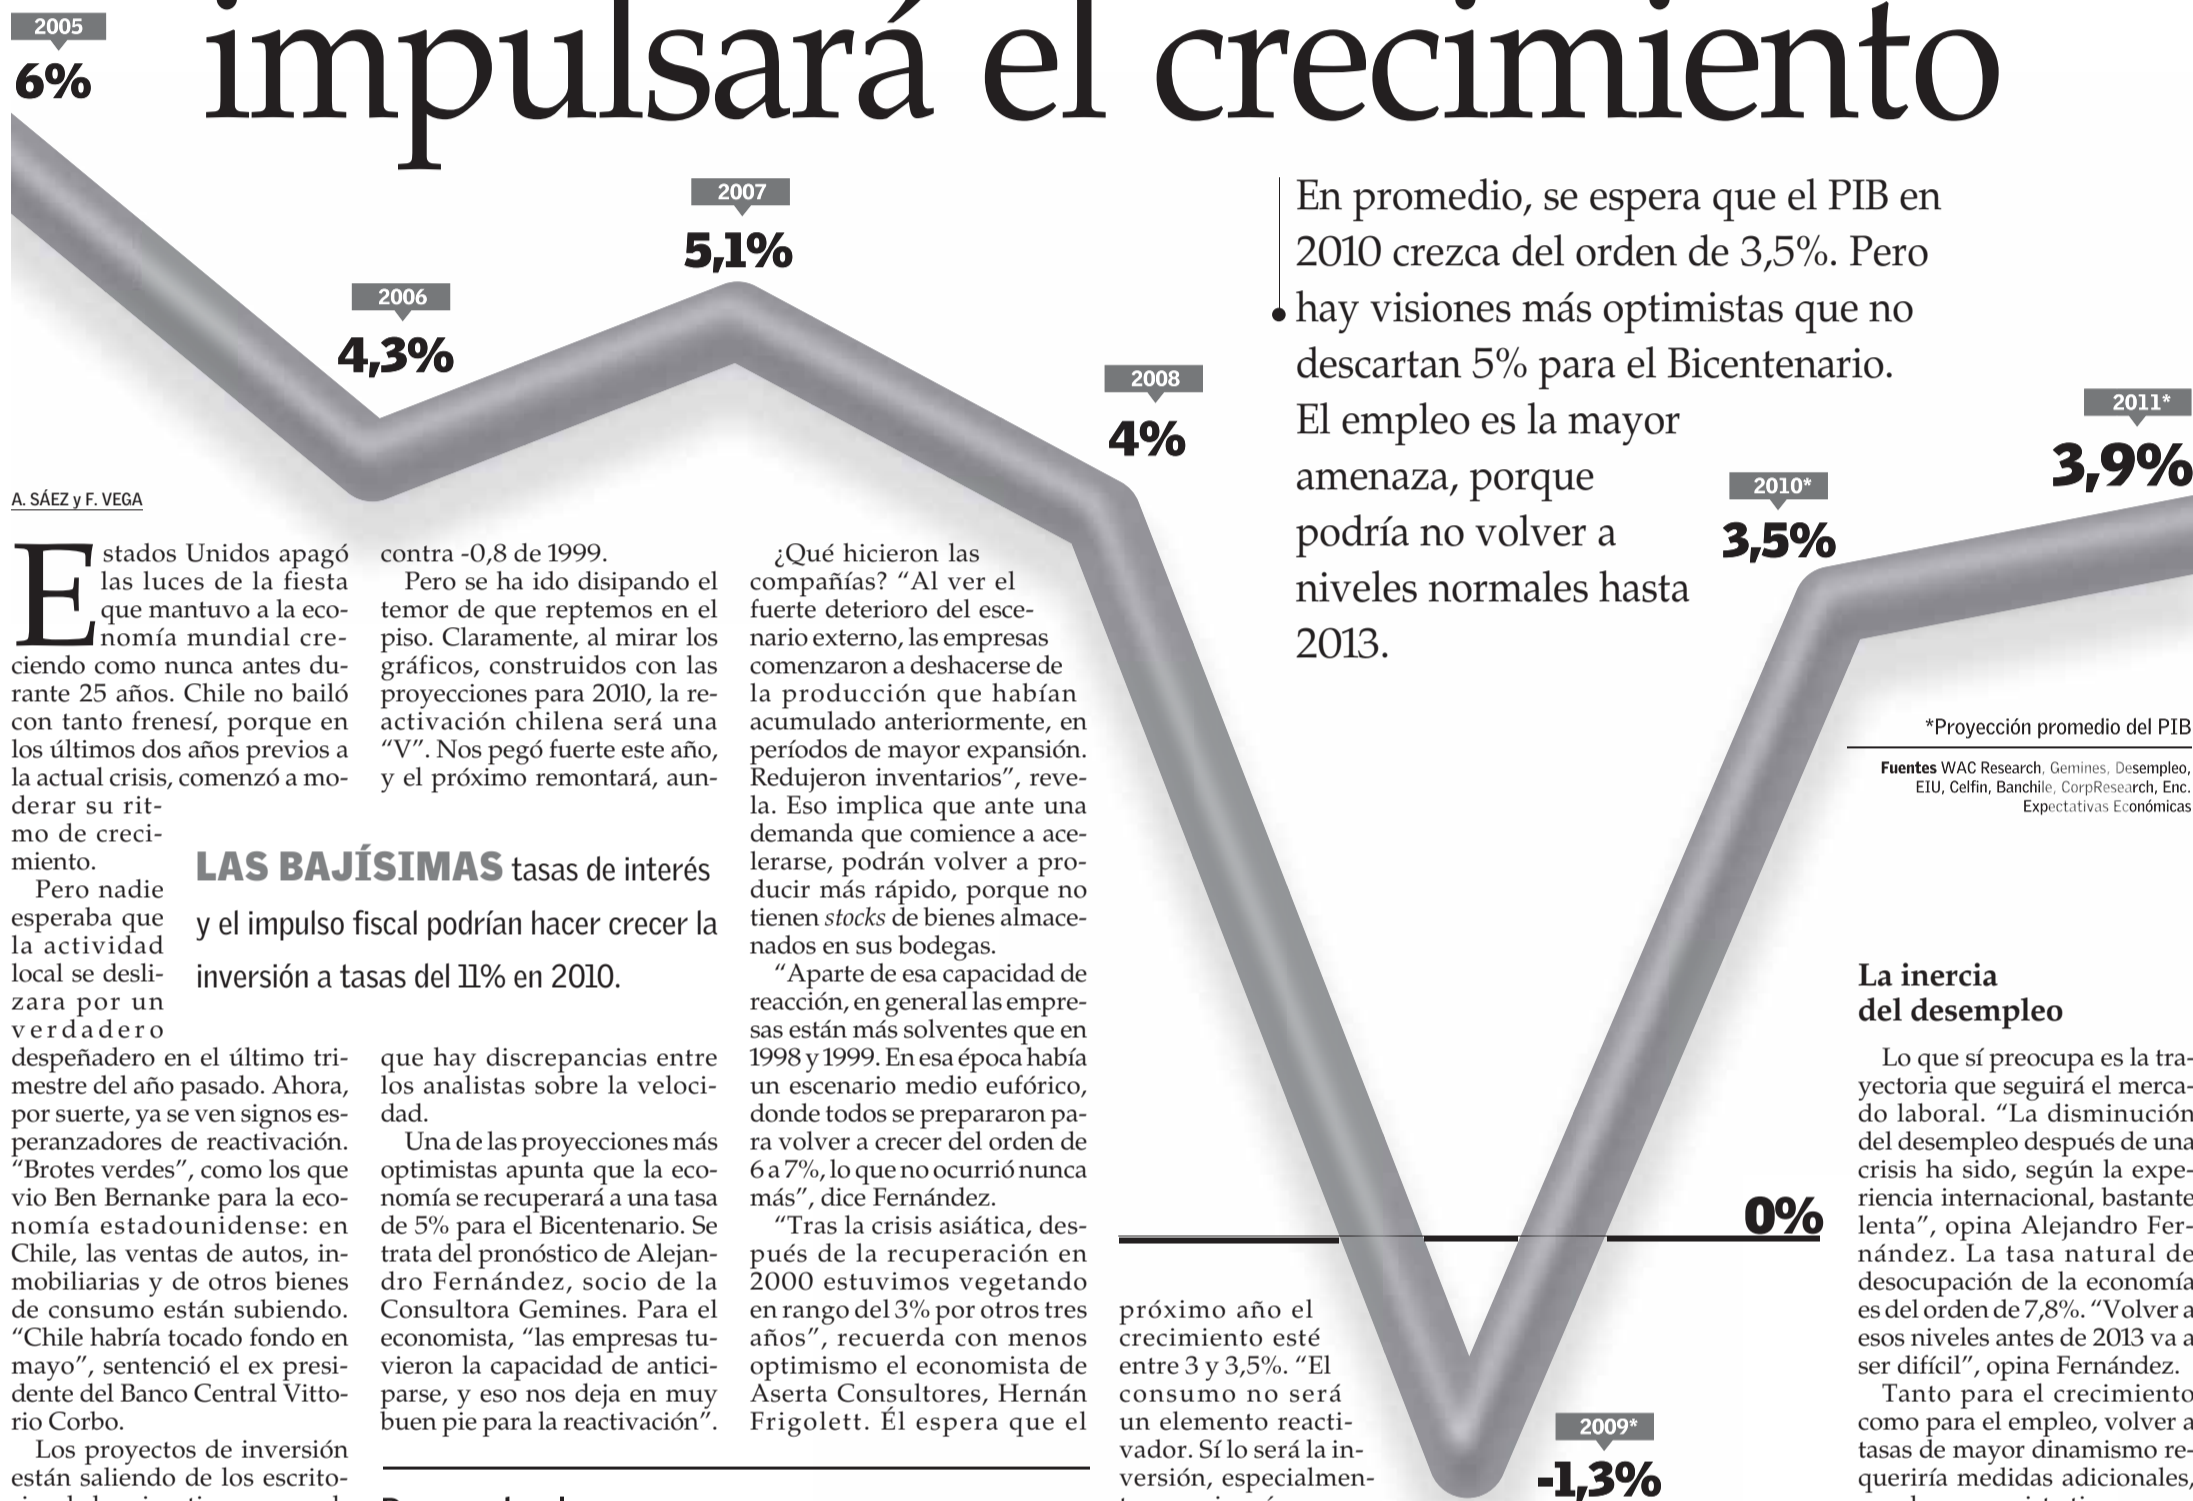 impulsará el crecimiento
2005
6%
2006
4,3%
2007
5,1%
2008
4%
2009*
-1,3%
2010*
3,5%
2011*
3,9%
0%
En promedio, se espera que el PIB en
2010 crezca del orden de 3,5%. Pero
hay visiones más optimistas que no
descartan 5% para el Bicentenario.
El empleo es la mayor
amenaza, porque
podría no volver a
niveles normales hasta
2013.
*Proyección promedio del PIB
Fuentes WAC Research, Gemines, Desempleo,
EIU, Celfin, Banchile, CorpResearch, Enc.
Expectativas Económicas
A. SÁEZ y F. VEGA
Estados Unidos apagó
las luces de la fiesta
que mantuvo a la eco-
nomía mundial cre-
ciendo como nunca antes du-
rante 25 años. Chile no bailó
con tanto frenesí, porque en
los últimos dos años previos a
la actual crisis, comenzó a mo-
derar su rit-
mo de creci-
miento.
Pero nadie
esperaba que
la actividad
local se desli-
zara por un
verdadero
despeñadero en el último tri-
mestre del año pasado. Ahora,
por suerte, ya se ven signos es-
peranzadores de reactivación.
“Brotes verdes”, como los que
vio Ben Bernanke para la eco-
nomía estadounidense: en
Chile, las ventas de autos, in-
mobiliarias y de otros bienes
de consumo están subiendo.
“Chile habría tocado fondo en
mayo”, sentenció el ex presi-
dente del Banco Central Vitto-
rio Corbo.
Los proyectos de inversión
están saliendo de los escrito-
contra -0,8 de 1999.
Pero se ha ido disipando el
temor de que reptemos en el
piso. Claramente, al mirar los
gráficos, construidos con las
proyecciones para 2010, la re-
activación chilena será una
“V”. Nos pegó fuerte este año,
y el próximo remontará, aun-
LAS BAJÍSIMAS tasas de interés
y el impulso fiscal podrían hacer crecer la
inversión a tasas del 11% en 2010.
que hay discrepancias entre
los analistas sobre la veloci-
dad.
Una de las proyecciones más
optimistas apunta que la eco-
nomía se recuperará a una tasa
de 5% para el Bicentenario. Se
trata del pronóstico de Alejan-
dro Fernández, socio de la
Consultora Gemines. Para el
economista, “las empresas tu-
vieron la capacidad de antici-
parse, y eso nos deja en muy
buen pie para la reactivación”.
¿Qué hicieron las
compañías? “Al ver el
fuerte deterioro del esce-
nario externo, las empresas
comenzaron a deshacerse de
la producción que habían
acumulado anteriormente, en
períodos de mayor expansión.
Redujeron inventarios”, reve-
la. Eso implica que ante una
demanda que comience a ace-
lerarse, podrán volver a pro-
ducir más rápido, porque no
tienen stocks de bienes almace-
nados en sus bodegas.
“Aparte de esa capacidad de
reacción, en general las empre-
sas están más solventes que en
1998 y 1999. En esa época había
un escenario medio eufórico,
donde todos se prepararon pa-
ra volver a crecer del orden de
6 a 7%, lo que no ocurrió nunca
más”, dice Fernández.
“Tras la crisis asiática, des-
pués de la recuperación en
2000 estuvimos vegetando
en rango del 3% por otros tres
años”, recuerda con menos
optimismo el economista de
Aserta Consultores, Hernán
Frigolett. Él espera que el
próximo año el
crecimiento esté
entre 3 y 3,5%. “El
consumo no será
un elemento reacti-
vador. Sí lo será la in-
versión, especialmen-
La inercia
del desempleo
Lo que sí preocupa es la tra-
yectoria que seguirá el merca-
do laboral. “La disminución
del desempleo después de una
crisis ha sido, según la expe-
riencia internacional, bastante
lenta”, opina Alejandro Fer-
nández. La tasa natural de
desocupación de la economía
es del orden de 7,8%. “Volver a
esos niveles antes de 2013 va a
ser difícil”, opina Fernández.
Tanto para el crecimiento
como para el empleo, volver a
tasas de mayor dinamismo re-
queriría medidas adicionales,